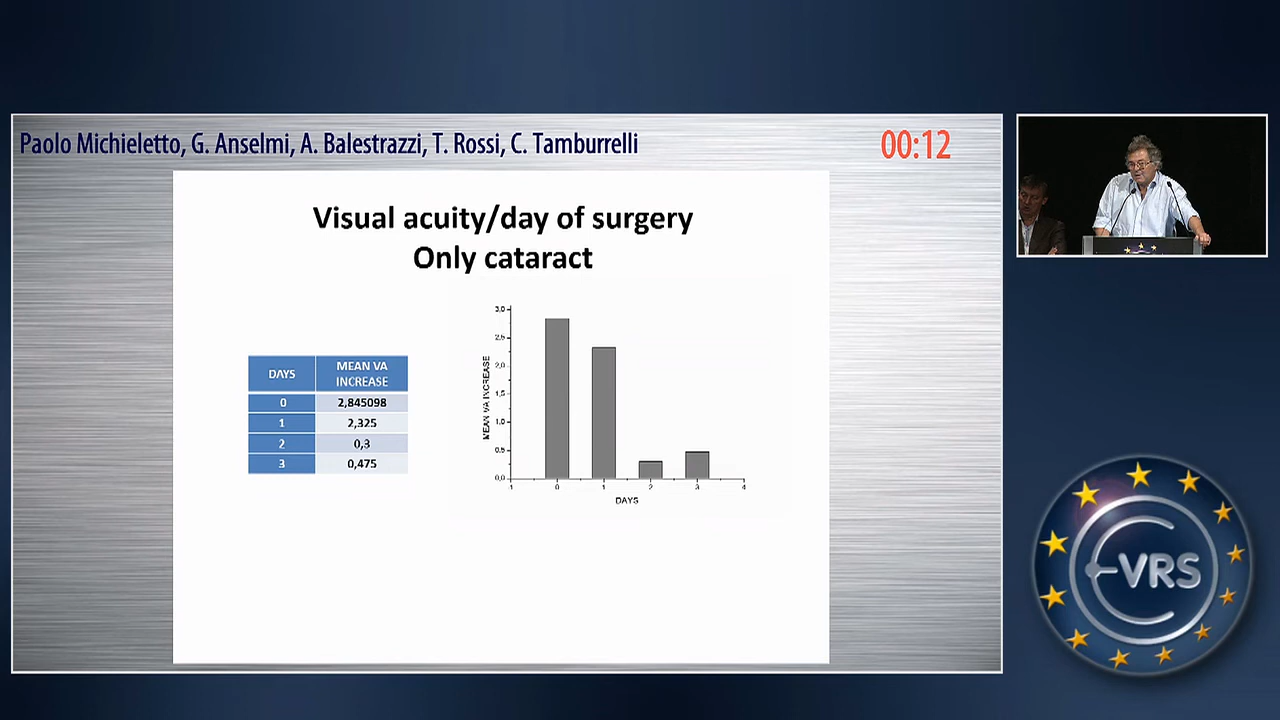 Paolo Michieletto, G. Anselmi, A. Balestrazzi, T. Rossi, C. Tamburrelli
00:12
Visual acuity/day of surgery
Only cataract
DAYS MEAN VA INCREASE
0 2,845098
1 2,325
2 0,3
3 0,475
MEAN VA INCREASE
3,0
2,5
2,0
1,5
1,0
0,5
0,0
-1 0 1 2 3 4
DAYS
E-VRS